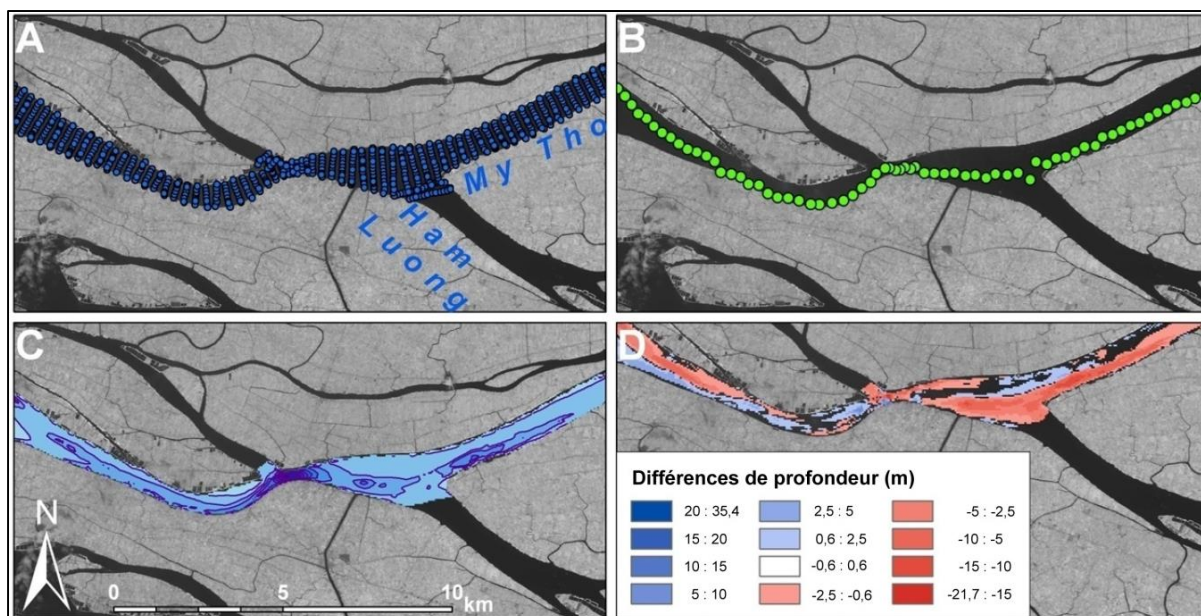 A
My Tho
Ham
Luong
B
C
N
0 5 10
km
D
Différences de profondeur (m)
20 : 35,4
15 : 20
10 : 15
5 : 10
2,5 : 5
0,6 : 2,5
-0,6 : 0,6
-2,5 : -0,6
-5 : -2,5
-10 : -5
-15 : -10
-21,7 : -15